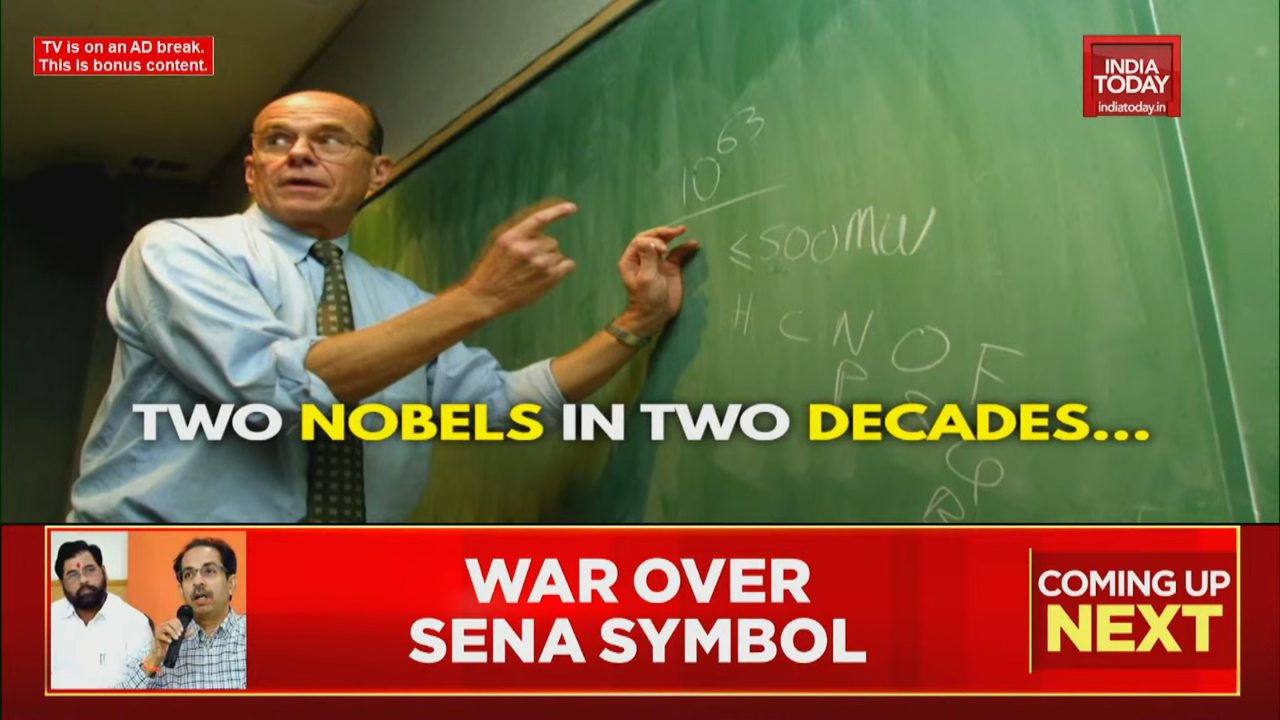 TV is on an AD break.
This is bonus content.
INDIA
TODAY
indiatoday.in
10^63
≤500MW
H C N O F
P
TWO NOBELS IN TWO DECADES...
WAR OVER
SENA SYMBOL
COMING UP
NEXT